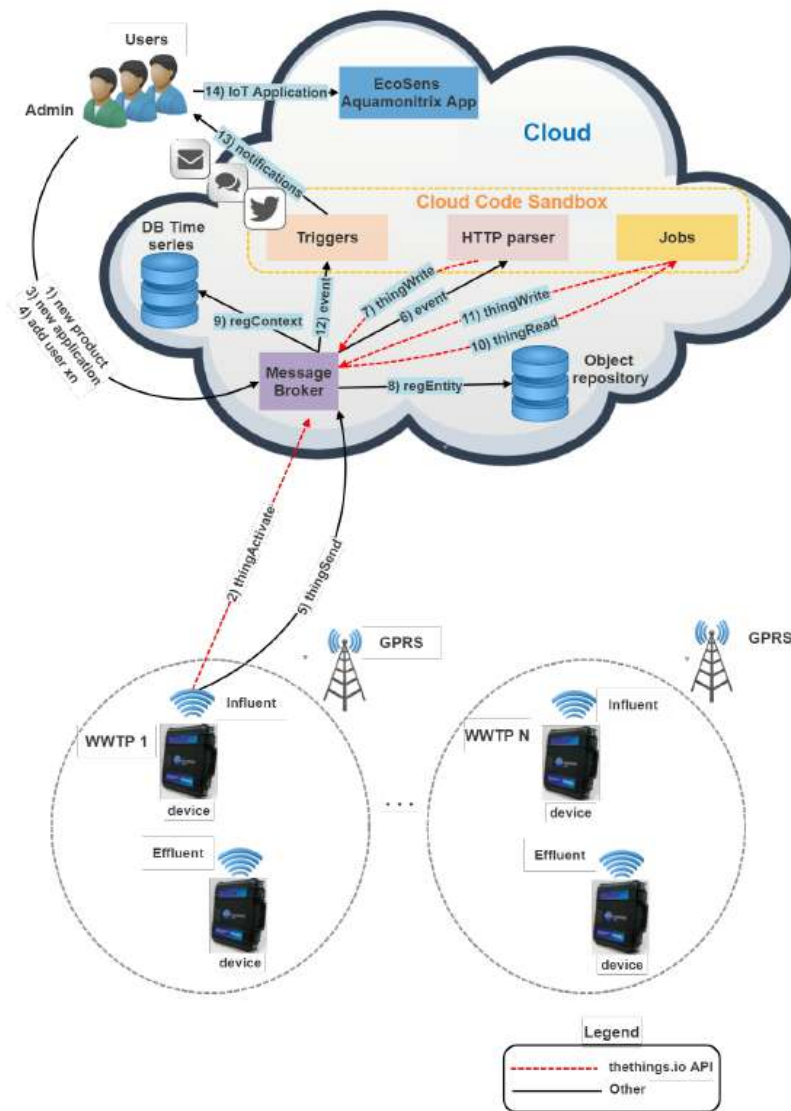 Users
Admin
14) IoT Application
EcoSens
Aquamonitrix App
Cloud
13) notifications
Cloud Code Sandbox
DB Time
series
Triggers
HTTP parser
Jobs
1) new product
3) new application
4) add user xn
9) regContext
12) event
7) thingWrite
6) event
11) thingWrite
10) thingRead
Message
Broker
8) regEntity
Object
repository
2) thingActivate
5) thingSend
GPRS
GPRS
Influent
Influent
WWTP 1
WWTP N
device
device
. . .
Effluent
Effluent
device
device
Legend
thethings.io API
Other